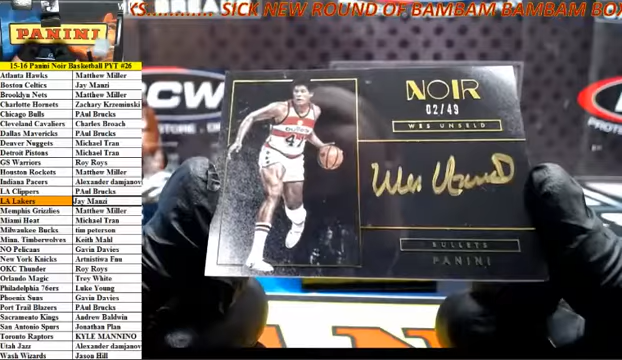 KS............ BREA SICK NEW ROUND OF BAMBAM BAMBAM BOX
PANINI
15-16 Panini Noir Basketball PYT #26
Atlanta Hawks Matthew Miller
Boston Celtics Jay Manzi
Brooklyn Nets Matthew Miller
Charlotte Hornets Zachary Krzeminski
Chicago Bulls PAul Brucks
Cleveland Cavaliers Charles Broach
Dallas Mavericks PAul Brucks
Denver Nuggets Michael Tran
Detroit Pistons Michael Tran
GS Warriors Roy Roys
Houston Rockets Matthew Miller
Indiana Pacers Alexander damjanov
LA Clippers PAul Brucks
LA Lakers Jay Manzi
Memphis Grizzlies Matthew Miller
Miami Heat Michael Tran
Milwaukee Bucks tim peterson
Minn. Timberwolves Keith Mahl
NO Pelicans Gavin Davies
New York Knicks Artnistiwa Fnu
OKC Thunder Roy Roys
Orlando Magic Trey White
Philadelphia 76ers Luke Young
Phoenix Suns Gavin Davies
Port Trail Blazers PAul Brucks
Sacramento Kings Andrew Baldwin
San Antonio Spurs Jonathan Plan
Toronto Raptors KYLE MANNINO
Utah Jazz Alexander damjanov
Wash Wizards Jason Hill
NOIR
02/49
WES UNSELD
Wes Unseld
BULLETS
PANINI
41
CW